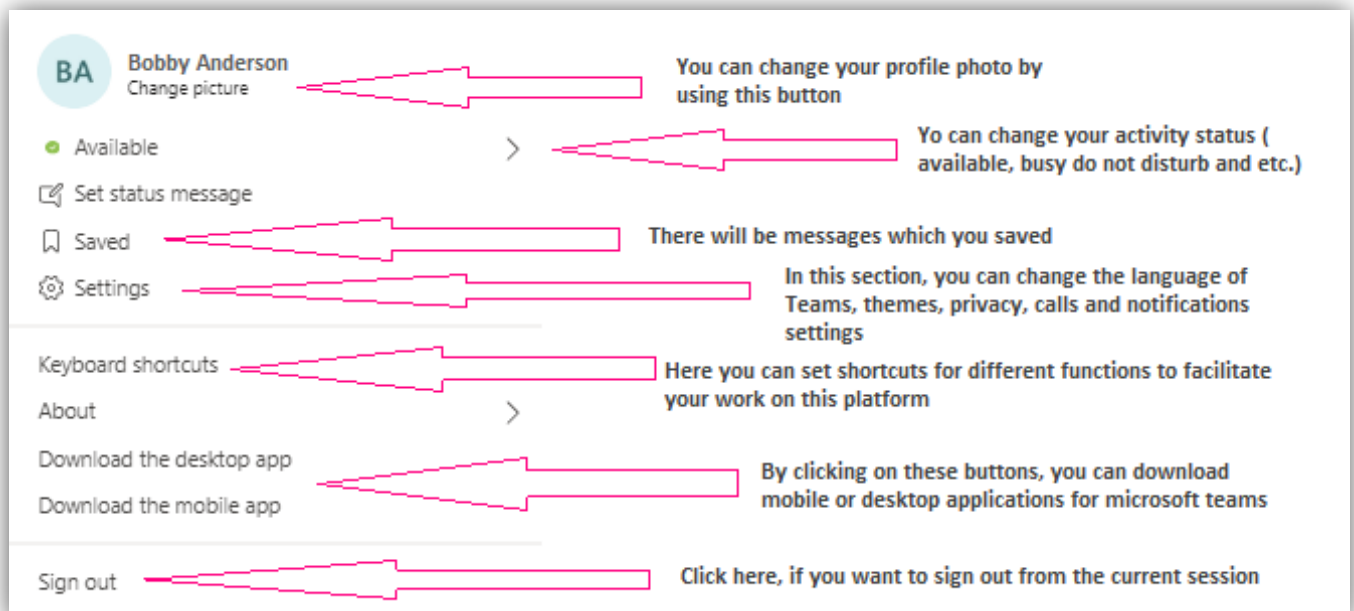 BA
Bobby Anderson
Change picture
You can change your profile photo by
using this button
Available
Yo can change your activity status (
available, busy do not disturb and etc.)
Set status message
Saved
There will be messages which you saved
Settings
In this section, you can change the language of
Teams, themes, privacy, calls and notifications
settings
Keyboard shortcuts
Here you can set shortcuts for different functions to facilitate
your work on this platform
About
Download the desktop app
Download the mobile app
By clicking on these buttons, you can download
mobile or desktop applications for microsoft teams
Sign out
Click here, if you want to sign out from the current session